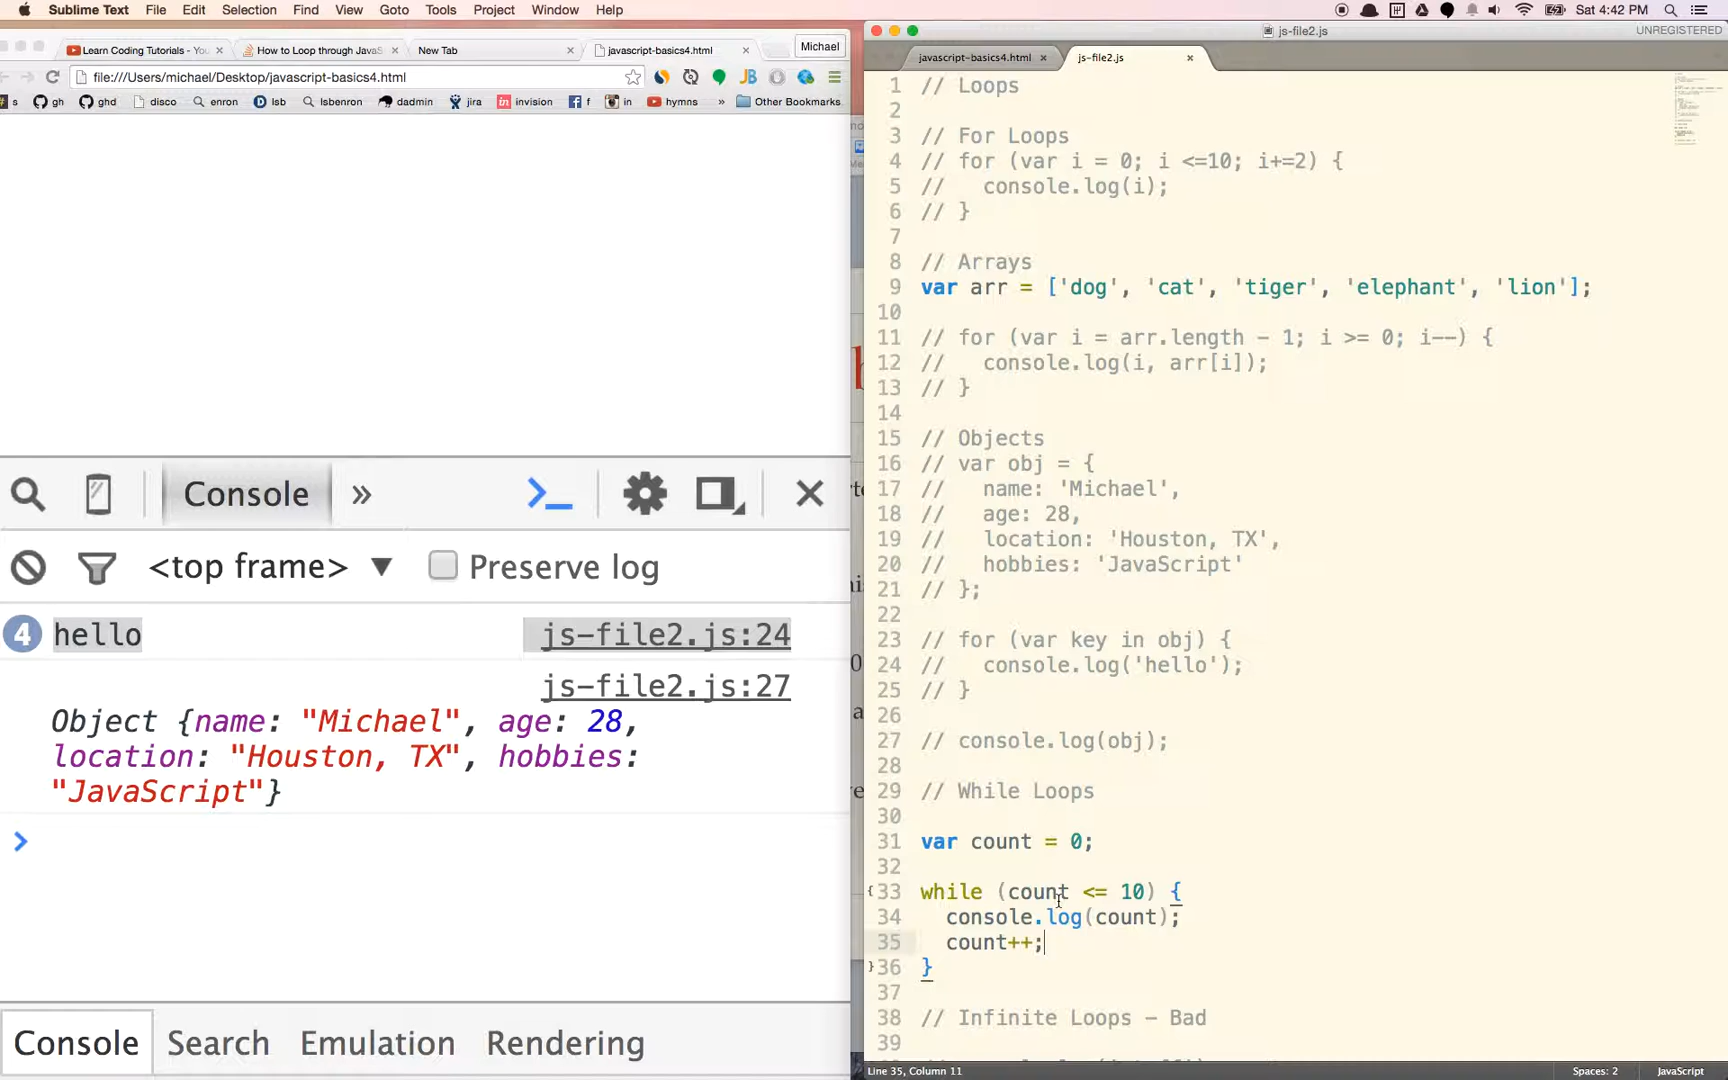 Sublime Text File Edit Selection Find View Goto Tools Project Window Help Sat 4:42 PM
Learn Coding Tutorials - You
How to Loop through JavaS
New Tab
javascript-basics4.html
Michael
file:///Users/michael/Desktop/javascript-basics4.html
s gh ghd disco enron lsb lsbenron dadmin jira invision f in hymns » Other Bookmarks
Console »
<top frame> ▼ Preserve log
4 hello js-file2.js:24
js-file2.js:27
Object {name: "Michael", age: 28,
location: "Houston, TX", hobbies:
"JavaScript"}
>
Console Search Emulation Rendering
js-file2.js
UNREGISTERED
javascript-basics4.html
js-file2.js
1 // Loops
2
3 // For Loops
4 // for (var i = 0; i <=10; i+=2) {
5 //   console.log(i);
6 // }
7
8 // Arrays
9 var arr = ['dog', 'cat', 'tiger', 'elephant', 'lion'];
10
11 // for (var i = arr.length - 1; i >= 0; i--) {
12 //   console.log(i, arr[i]);
13 // }
14
15 // Objects
16 // var obj = {
17 //   name: 'Michael',
18 //   age: 28,
19 //   location: 'Houston, TX',
20 //   hobbies: 'JavaScript'
21 // };
22
23 // for (var key in obj) {
24 //   console.log('hello');
25 // }
26
27 // console.log(obj);
28
29 // While Loops
30
31 var count = 0;
32
33 while (count <= 10) {
34   console.log(count);
35   count++;
36 }
37
38 // Infinite Loops - Bad
39
Line 35, Column 11
Spaces: 2
JavaScript